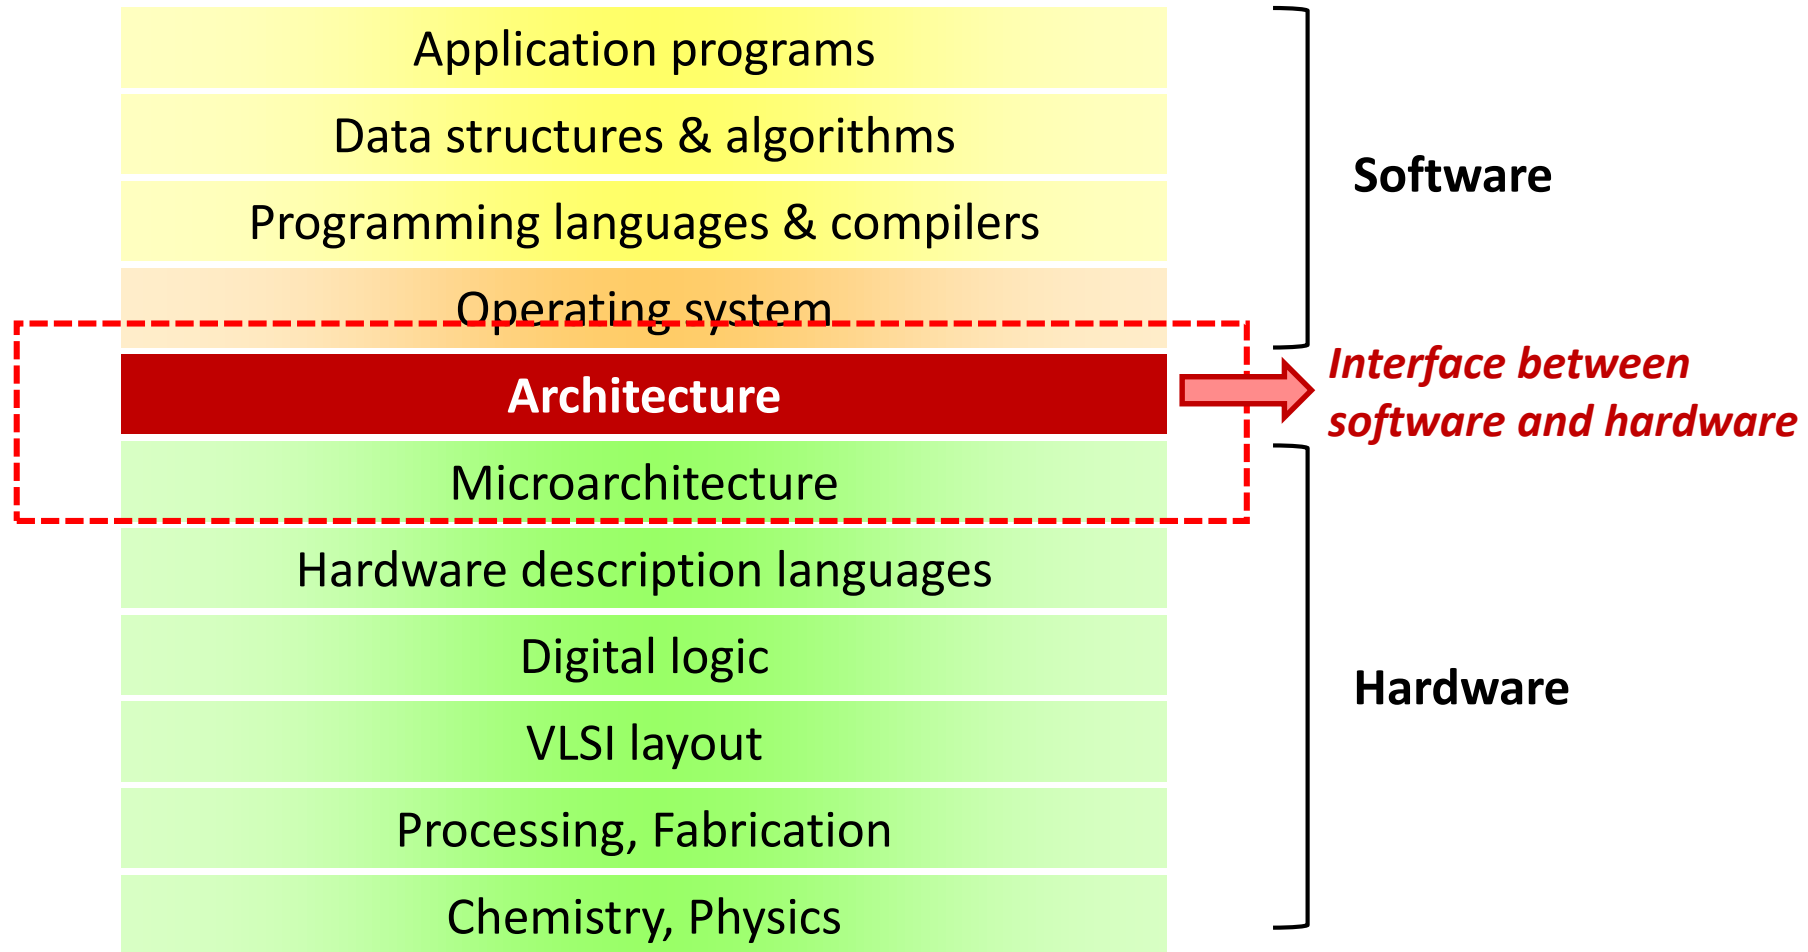 Application programs
Data structures & algorithms
Programming languages & compilers
Operating system
Architecture
Microarchitecture
Hardware description languages
Digital logic
VLSI layout
Processing, Fabrication
Chemistry, Physics
Software
Interface between
software and hardware
Hardware